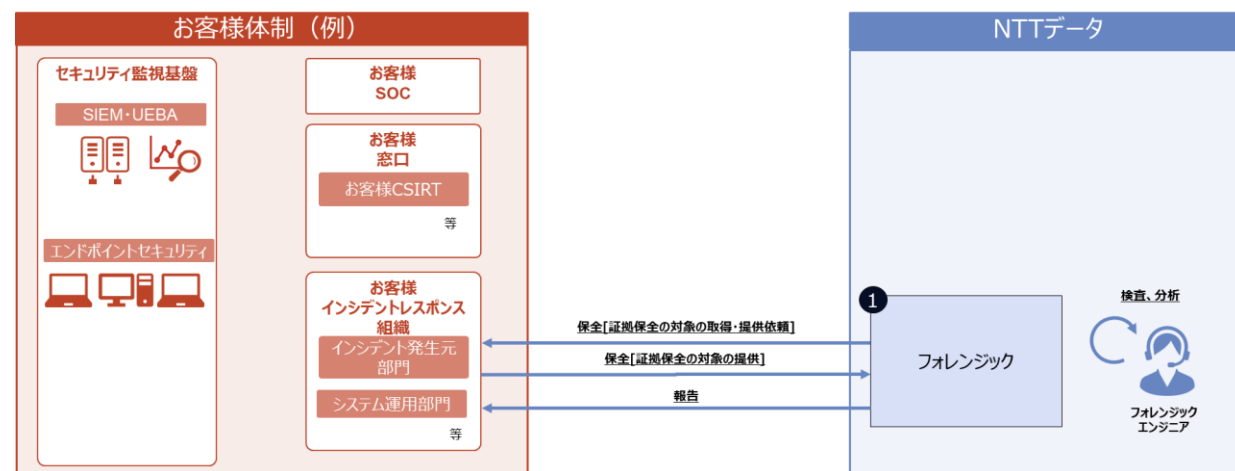 お客様体制（例）
NTTデータ
セキュリティ監視基盤
SIEM・UEBA
エンドポイントセキュリティ
お客様
SOC
お客様
窓口
お客様CSIRT
等
お客様
インシデントレスポンス
組織
インシデント発生元
部門
システム運用部門
等
保全[証拠保全の対象の取得・提供依頼]
保全[証拠保全の対象の提供]
報告
1
フォレンジック
検査、分析
フォレンジック
エンジニア